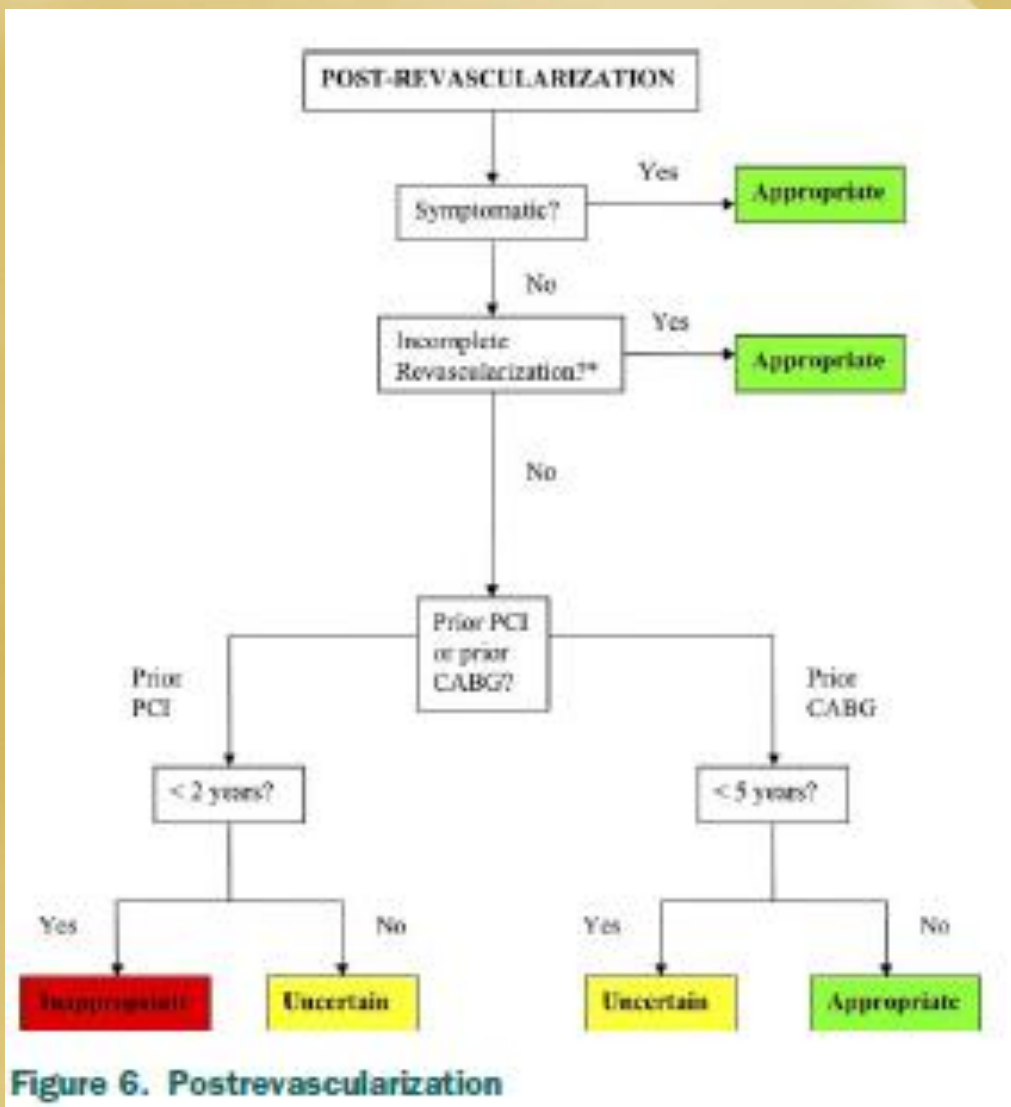 POST-REVASCULARIZATION
Yes
Appropriate
Symptomatic?
No
Yes
Incomplete
Revascularization?*
Appropriate
No
Prior PCI
or prior
CABG?
Prior
PCI
Prior
CABG
< 2 years?
< 5 years?
Yes
No
Yes
No
Inappropriate
Uncertain
Uncertain
Appropriate
Figure 6. Postrevascularization